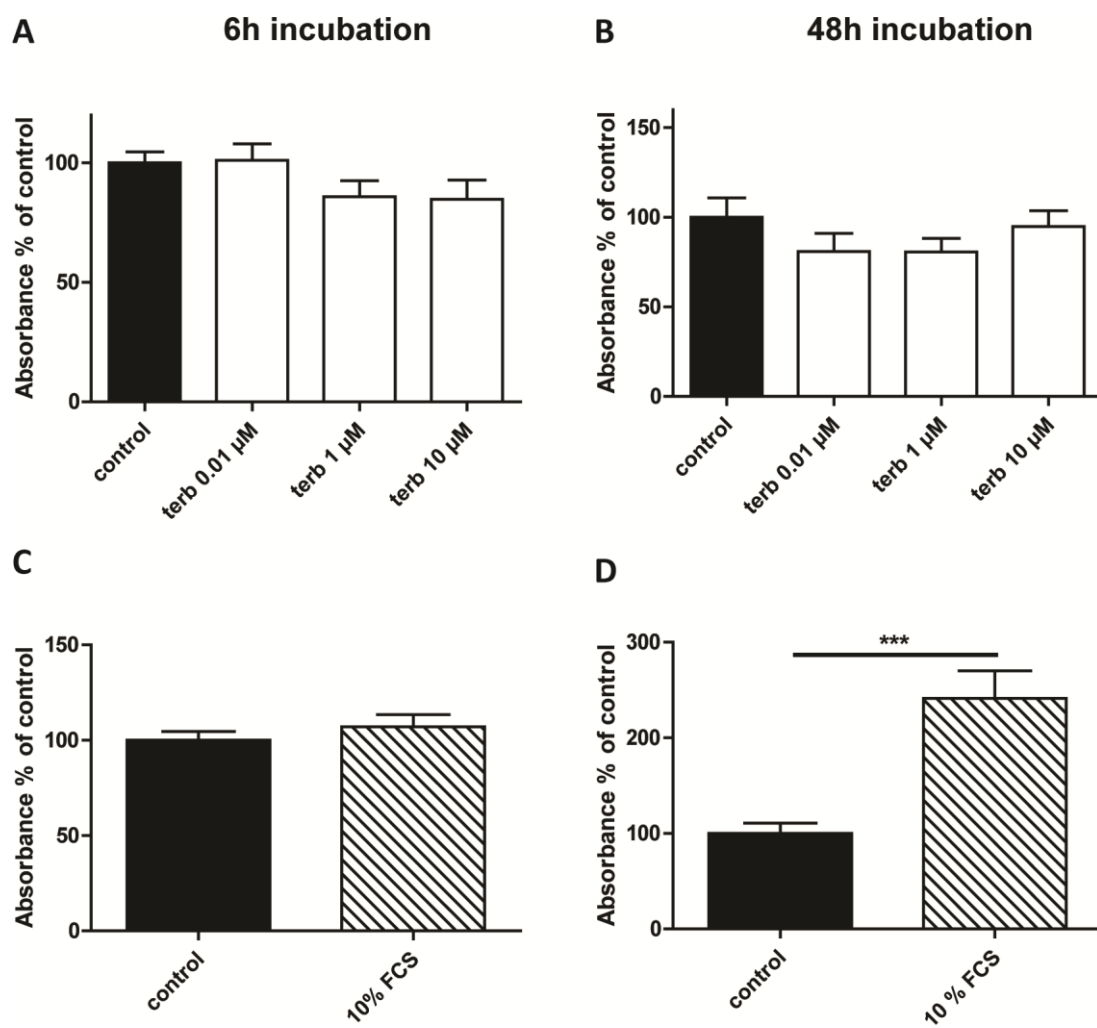 A
6h incubation
B
48h incubation
Absorbance % of control
100
50
0
control
terb 0.01 µM
terb 1 µM
terb 10 µM
Absorbance % of control
150
100
50
0
control
terb 0.01 µM
terb 1 µM
terb 10 µM
C
Absorbance % of control
150
100
50
0
control
10% FCS
D
Absorbance % of control
300
200
100
0
***
control
10 % FCS